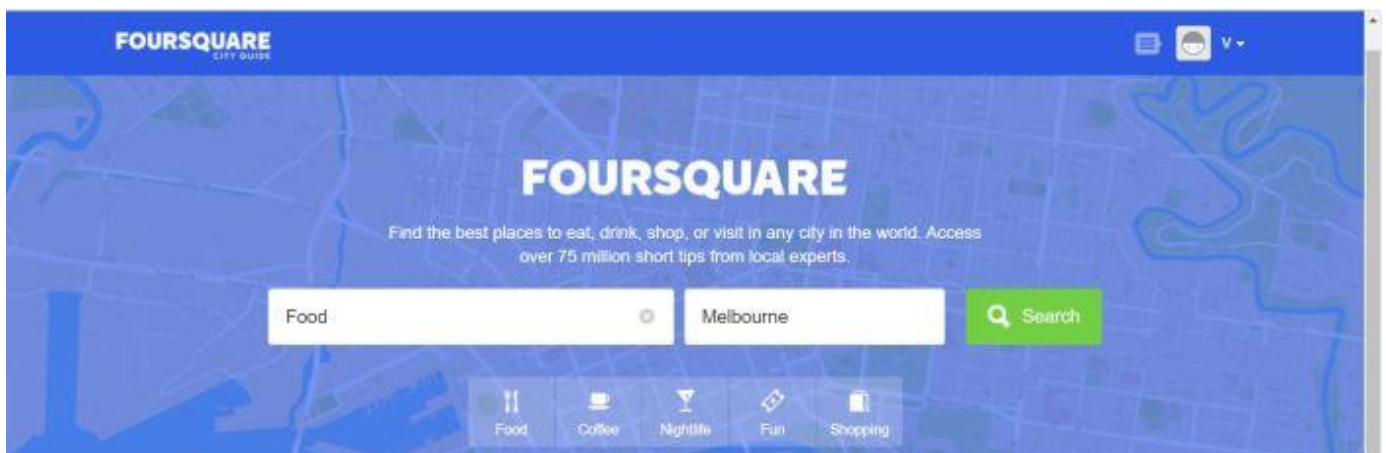 FOURSQUARE
CITY GUIDE
V
FOURSQUARE
Find the best places to eat, drink, shop, or visit in any city in the world. Access
over 75 million short tips from local experts.
Food
Melbourne
Search
Food
Coffee
Nightlife
Fun
Shopping